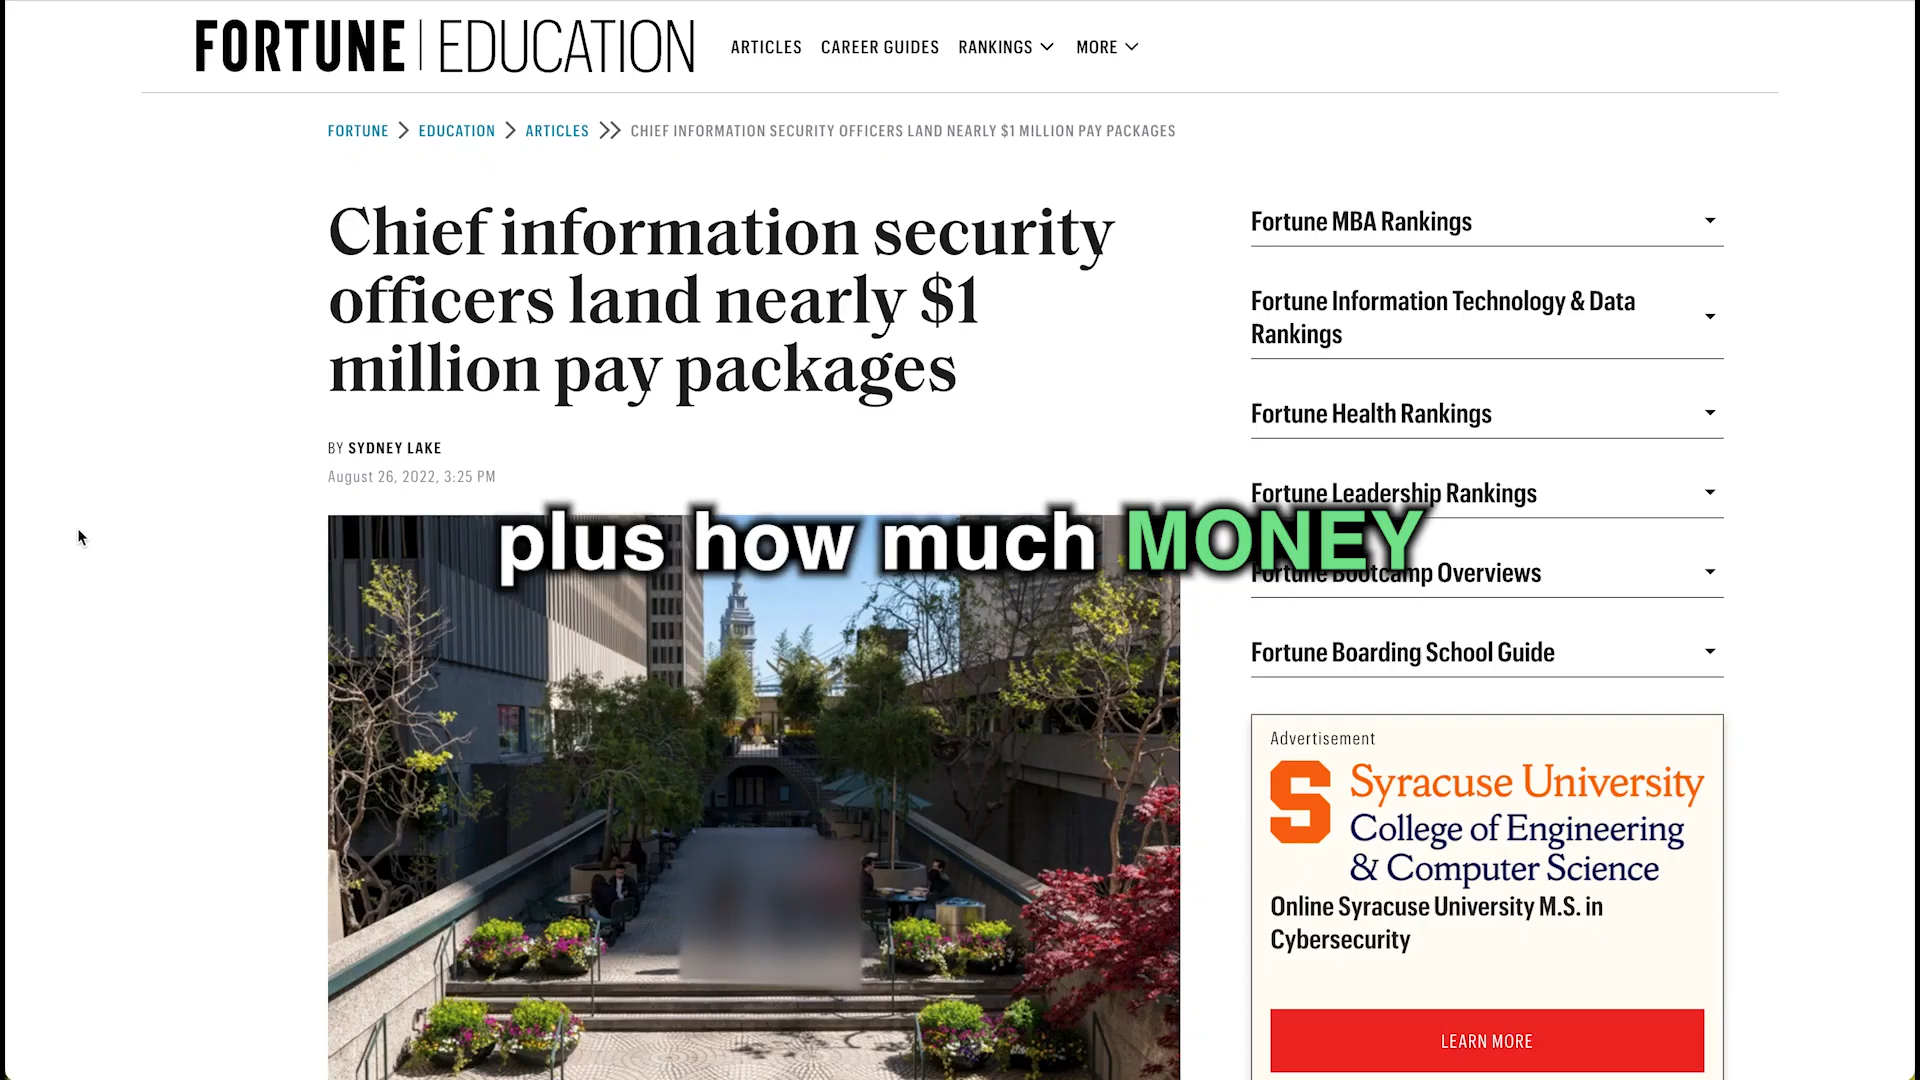 FORTUNE | EDUCATION
ARTICLES CAREER GUIDES RANKINGS MORE
FORTUNE EDUCATION ARTICLES CHIEF INFORMATION SECURITY OFFICERS LAND NEARLY $1 MILLION PAY PACKAGES
Chief information security
officers land nearly $1
million pay packages
BY SYDNEY LAKE
August 26, 2022, 3:25 PM
plus how much MONEY
Fortune MBA Rankings
Fortune Information Technology & Data
Rankings
Fortune Health Rankings
Fortune Leadership Rankings
Fortune Bootcamp Overviews
Fortune Boarding School Guide
Advertisement
S Syracuse University
College of Engineering
& Computer Science
Online Syracuse University M.S. in
Cybersecurity
LEARN MORE